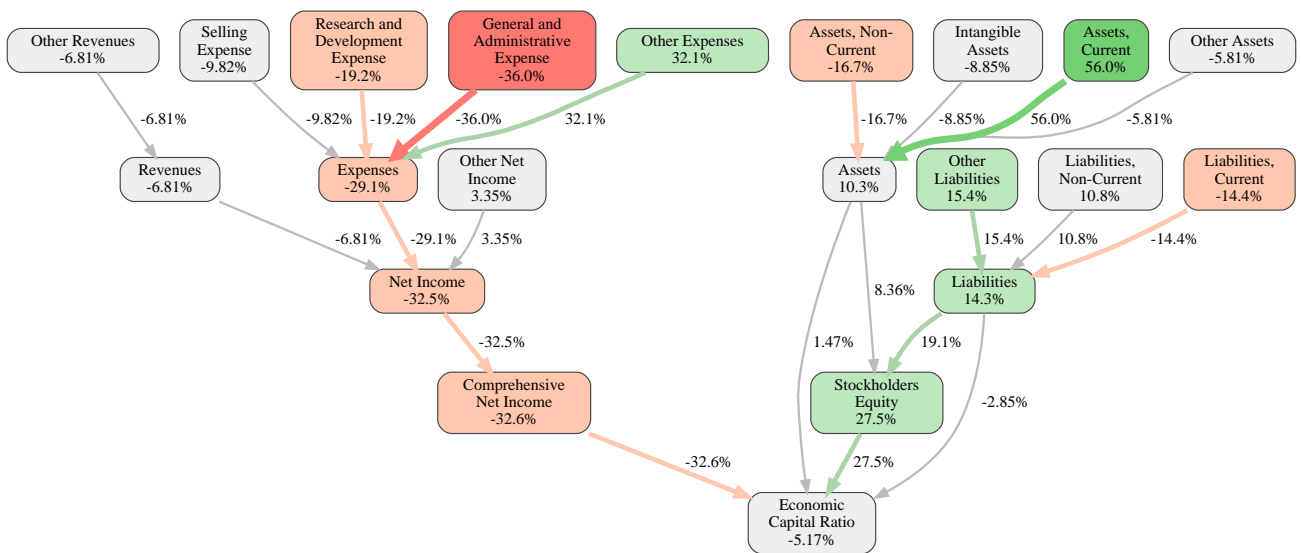 Other Revenues
-6.81%
Selling
Expense
-9.82%
Research and
Development
Expense
-19.2%
General and
Administrative
Expense
-36.0%
Other Expenses
32.1%
Assets, Non-
Current
-16.7%
Intangible
Assets
-8.85%
Assets,
Current
56.0%
Other Assets
-5.81%
-6.81%
-9.82%
-19.2%
-36.0%
32.1%
-16.7%
-8.85%
56.0%
-5.81%
Revenues
-6.81%
Expenses
-29.1%
Other Net
Income
3.35%
Assets
10.3%
Other
Liabilities
15.4%
Liabilities,
Non-Current
10.8%
Liabilities,
Current
-14.4%
-6.81%
-29.1%
3.35%
15.4%
10.8%
-14.4%
Net Income
-32.5%
8.36%
Liabilities
14.3%
-32.5%
1.47%
19.1%
Comprehensive
Net Income
-32.6%
Stockholders
Equity
27.5%
-2.85%
-32.6%
27.5%
Economic
Capital Ratio
-5.17%